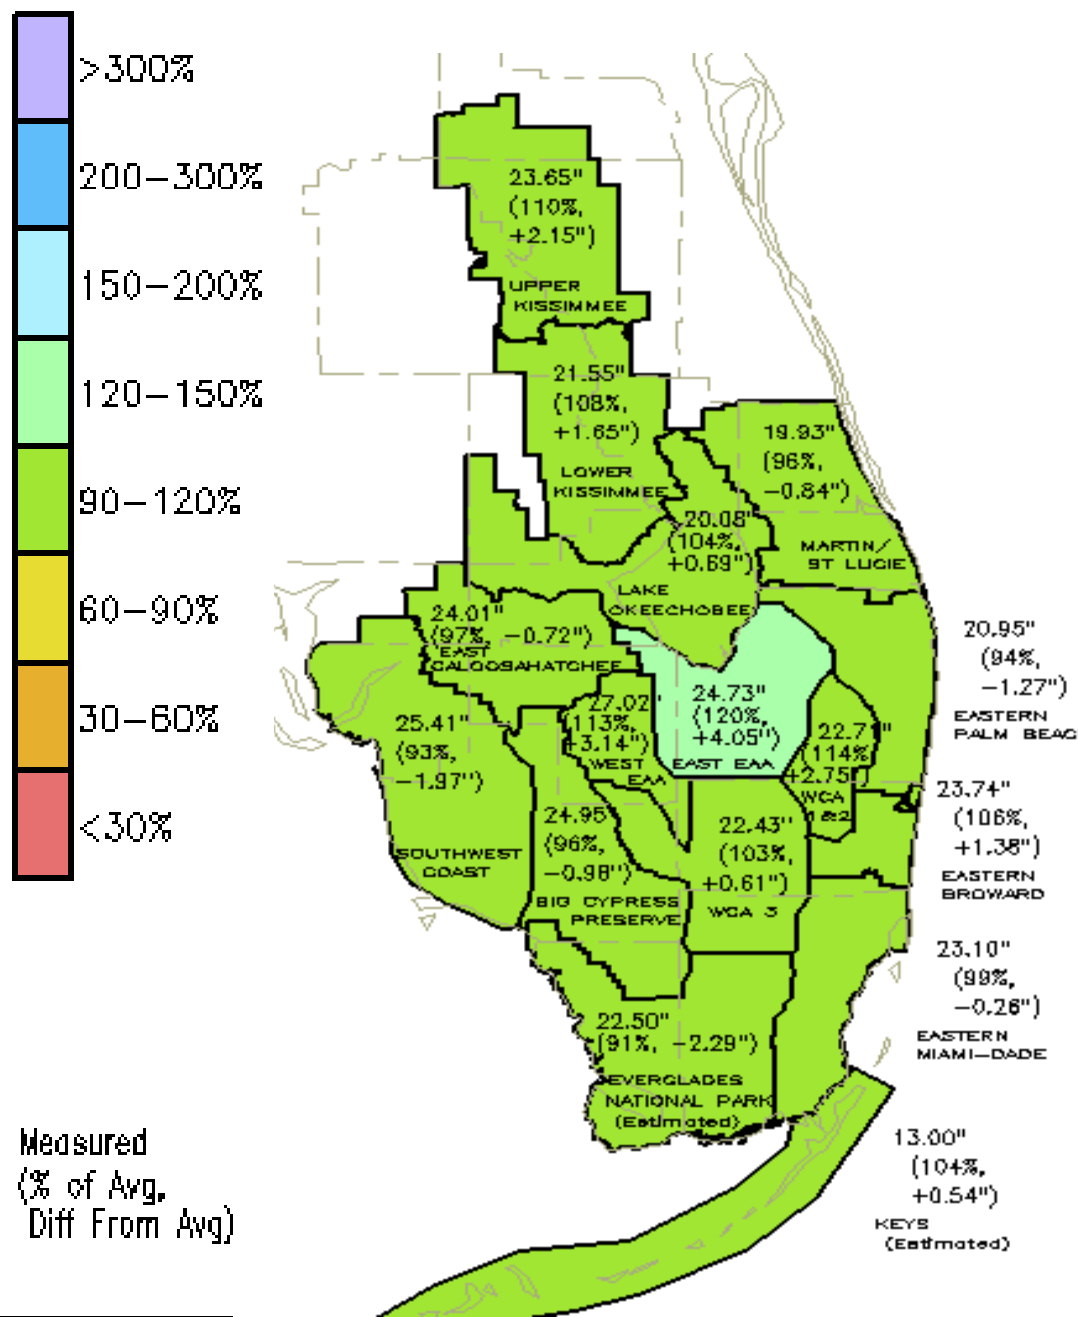 >300%
200-300%
150-200%
120-150%
90-120%
60-90%
30-60%
<30%
Measured
(% of Avg,
Diff From Avg)
23.65"
(110%,
+2.15")
UPPER
KISSIMMEE
21.55"
(108%,
+1.65")
LOWER
KISSIMMEE
19.93"
(96%,
-0.84")
MARTIN/
ST LUCIE
20.08"
(104%,
+0.69")
LAKE
OKEECHOBEE
24.01"
(97%, -0.72")
EAST
CALOOSAHATCHEE
20.95"
(94%,
-1.27")
EASTERN
PALM BEAC
27.02"
113%,
+3.14")
WEST
EAA
24.73"
(120%,
+4.05")
EAST EAA
22.71"
(114%
+2.75")
WCA
1&2
25.41"
(93%,
-1.97")
SOUTHWEST
COAST
23.74"
(106%,
+1.38")
EASTERN
BROWARD
24.95"
(96%,
-0.98")
BIG CYPRESS
PRESERVE
22.43"
(103%,
+0.61")
WCA 3
23.10"
(99%,
-0.26")
EASTERN
MIAMI-DADE
22.50"
(91%, -2.29")
EVERGLADES
NATIONAL PARK
(Estimated)
13.00"
(104%,
+0.54")
KEYS
(Estimated)